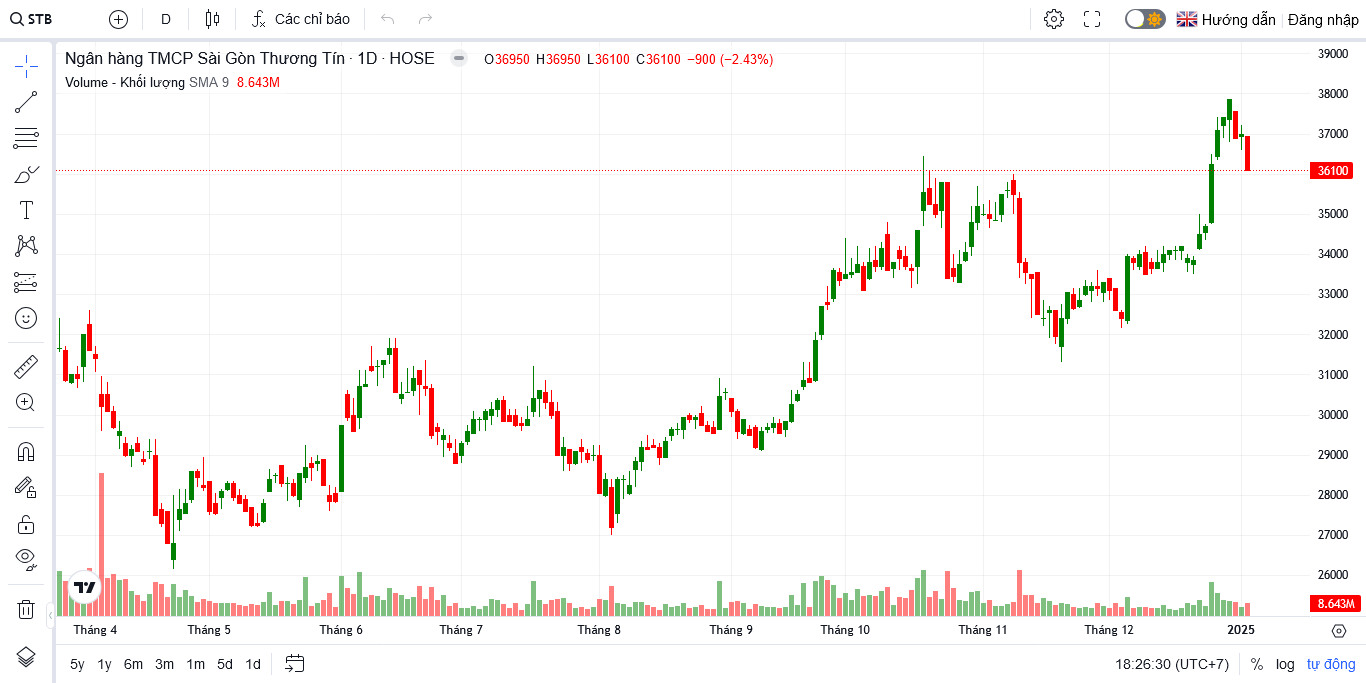 STB D Các chỉ báo Hướng dẫn Đăng nhập
Ngân hàng TMCP Sài Gòn Thương Tín · 1D · HOSE O36950 H36950 L36100 C36100 −900 (−2.43%)
Volume - Khối lượng SMA 9 8.643M
39000
38000
37000
36100
35000
34000
33000
32000
31000
30000
29000
28000
27000
26000
8.643M
Tháng 4 Tháng 5 Tháng 6 Tháng 7 Tháng 8 Tháng 9 Tháng 10 Tháng 11 Tháng 12 2025
5y 1y 6m 3m 1m 5d 1d 18:26:30 (UTC+7) % log tự động